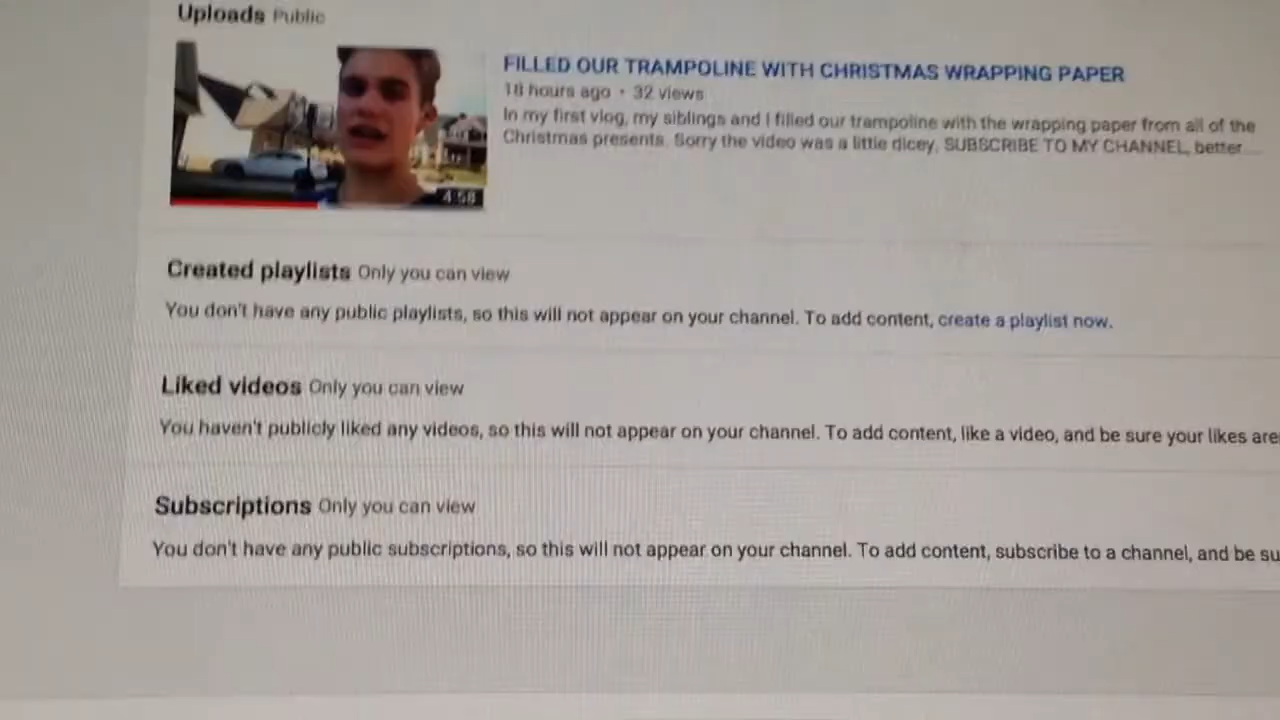 Uploads Public
FILLED OUR TRAMPOLINE WITH CHRISTMAS WRAPPING PAPER
18 hours ago • 32 views
In my first vlog, my siblings and I filled our trampoline with the wrapping paper from all of the
Christmas presents. Sorry the video was a little dicey. SUBSCRIBE TO MY CHANNEL, better ...
4:58
Created playlists Only you can view
You don't have any public playlists, so this will not appear on your channel. To add content, create a playlist now.
Liked videos Only you can view
You haven't publicly liked any videos, so this will not appear on your channel. To add content, like a video, and be sure your likes are
Subscriptions Only you can view
You don't have any public subscriptions, so this will not appear on your channel. To add content, subscribe to a channel, and be su